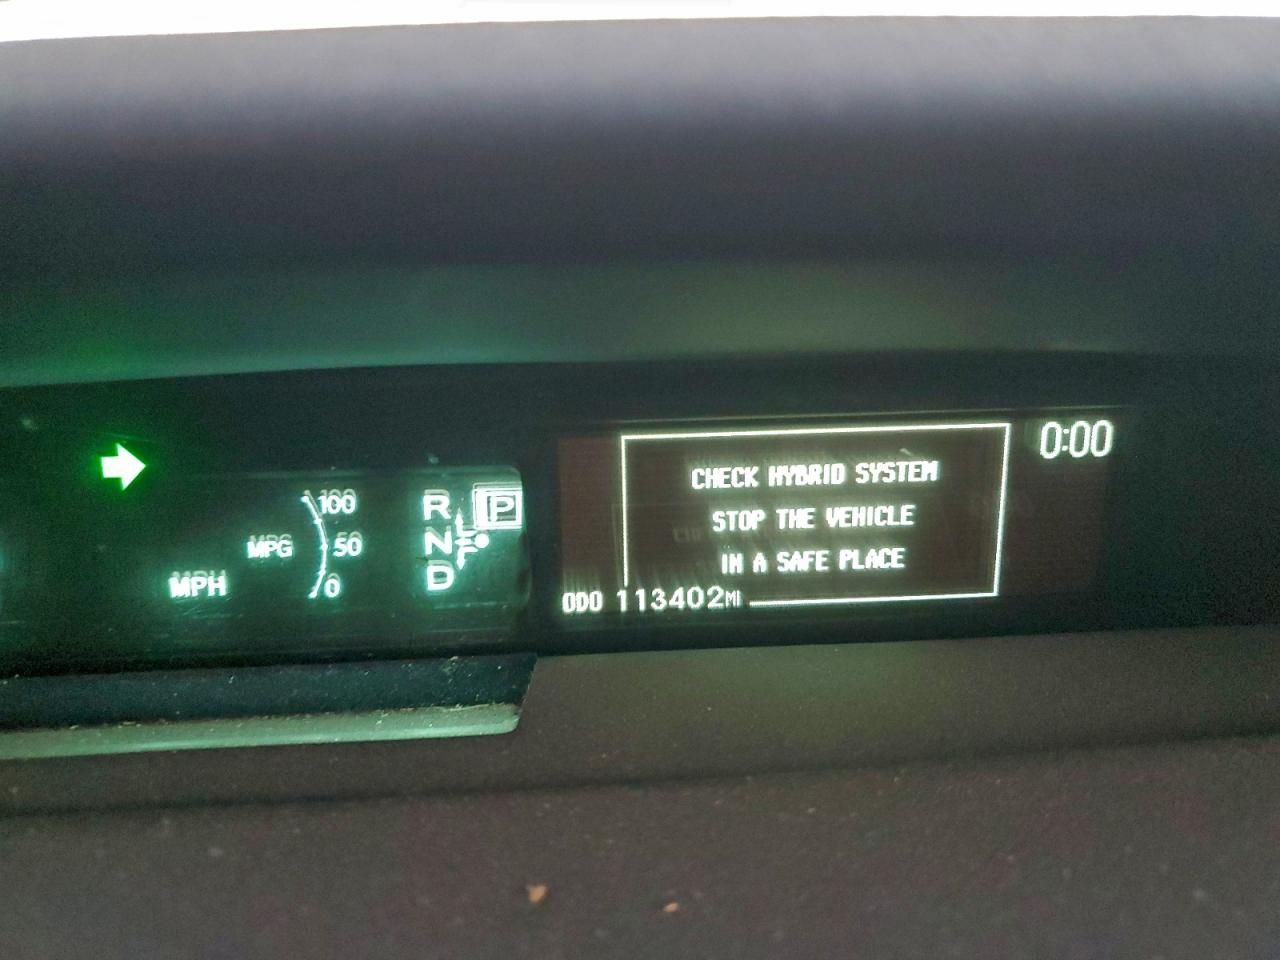 0:00
CHECK HYBRID SYSTEM
STOP THE VEHICLE
IN A SAFE PLACE
ODO 113402MI
100
MPG 50
MPH 0
R P
N
D